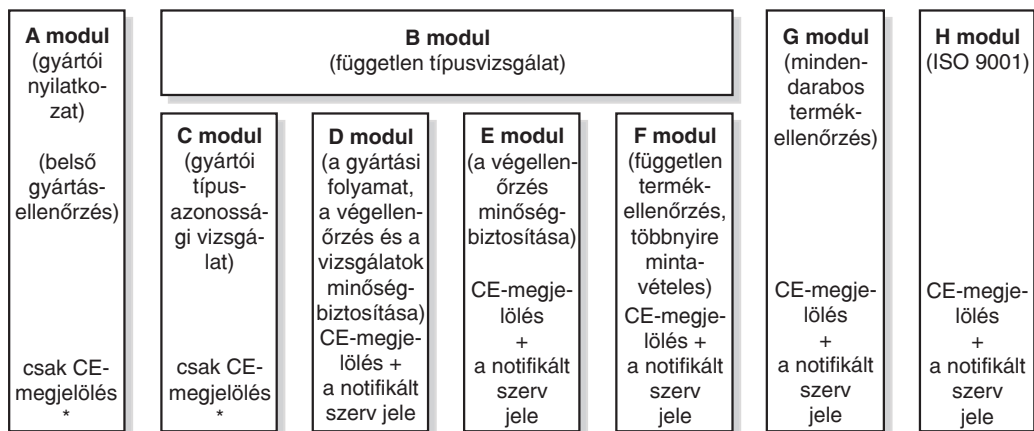 A modul
(gyártói
nyilatko-
zat)
(belső
gyártás-
ellenőrzés)
csak CE-
megjelölés
*
B modul
(független típusvizsgálat)
C modul
(gyártói
típus-
azonossá-
gi vizsgá-
lat)
csak CE-
megjelölés
*
D modul
(a gyártási
folyamat,
a végellen-
őrzés és a
vizsgálatok
minőség-
biztosítása)
CE-megje-
lölés +
a notifikált
szerv jele
E modul
(a végellen-
őrzés
minőség-
biztosítása)
CE-megje-
lölés
+
a notifikált
szerv
jele
F modul
(független
termék-
ellenőrzés,
többnyire
minta-
vételes)
CE-megje-
lölés +
a notifikált
szerv
jele
G modul
(minden-
darabos
termék-
ellenőrzés)
CE-megje-
lölés
+
a notifikált
szerv
jele
H modul
(ISO 9001)
CE-megje-
lölés
+
a notifikált
szerv
jele